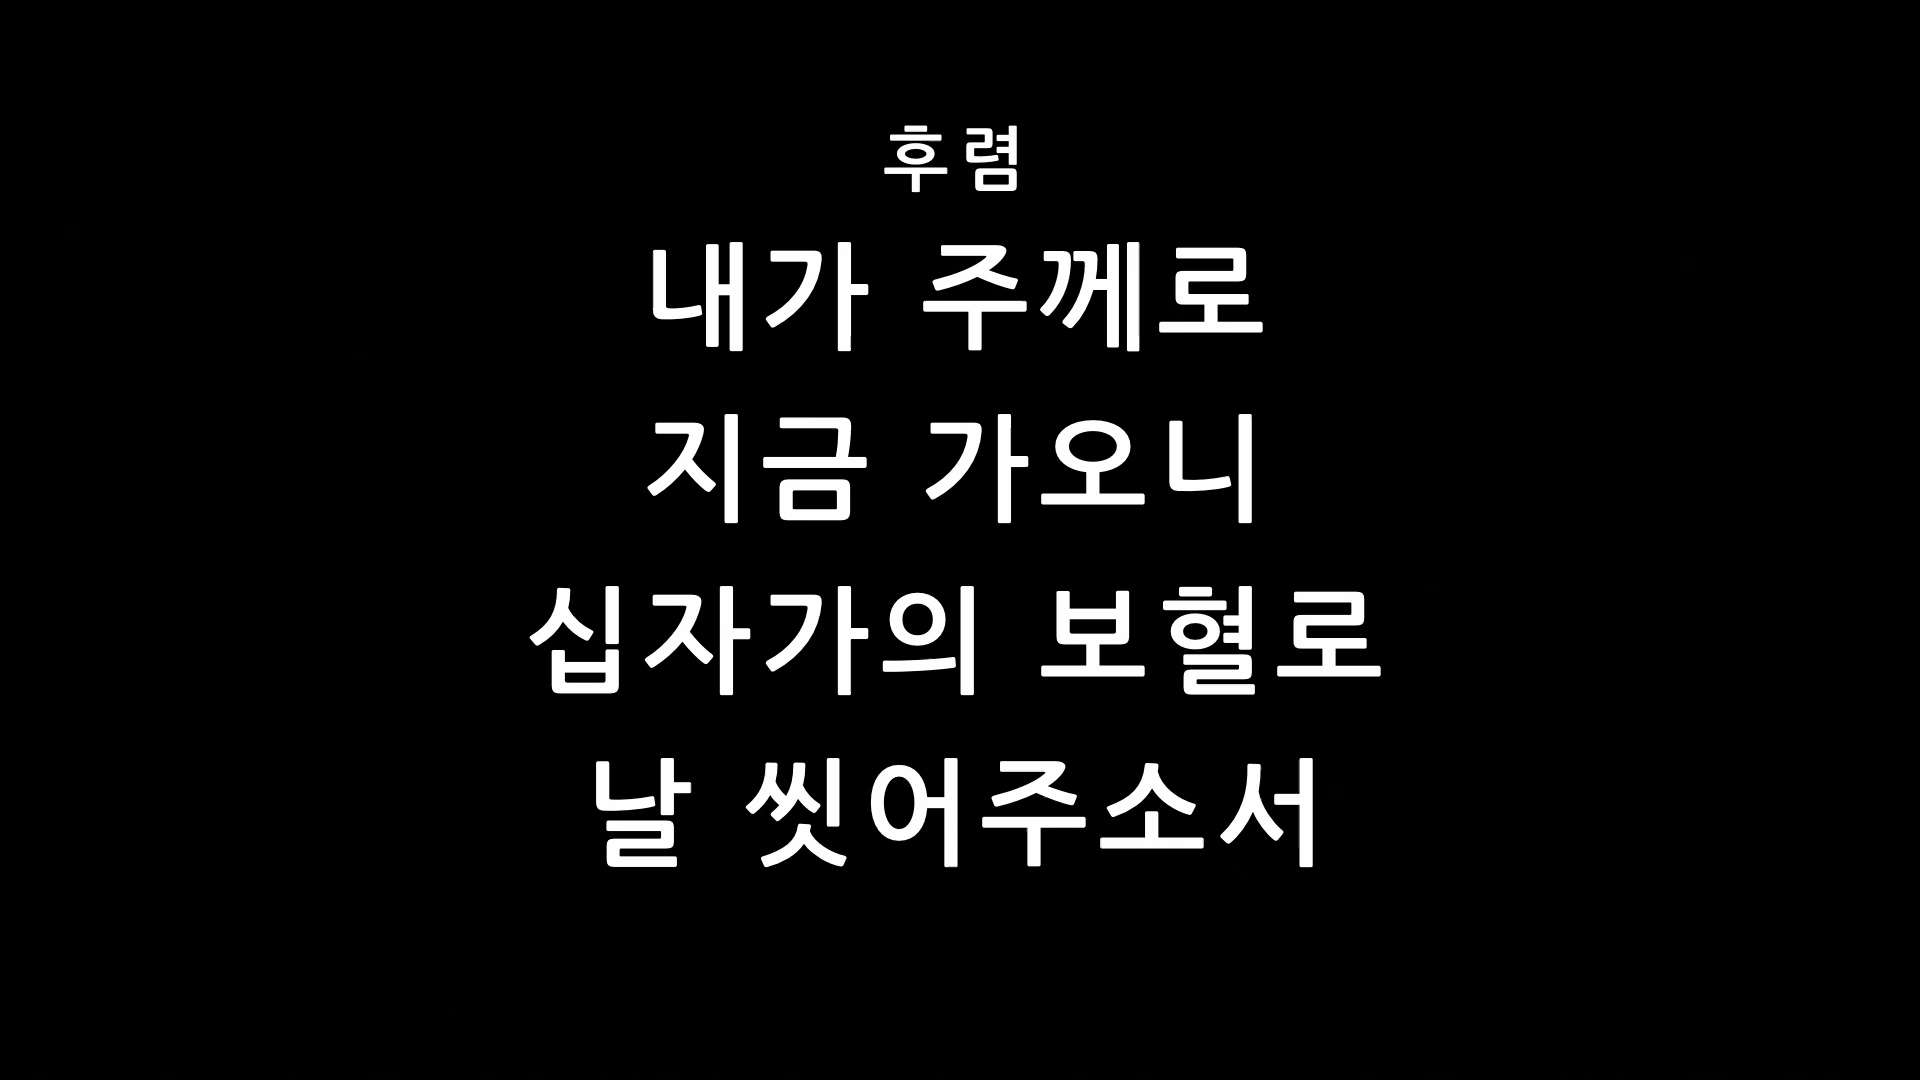 후렴
내가 주께로
지금 가오니
십자가의 보혈로
날 씻어주소서